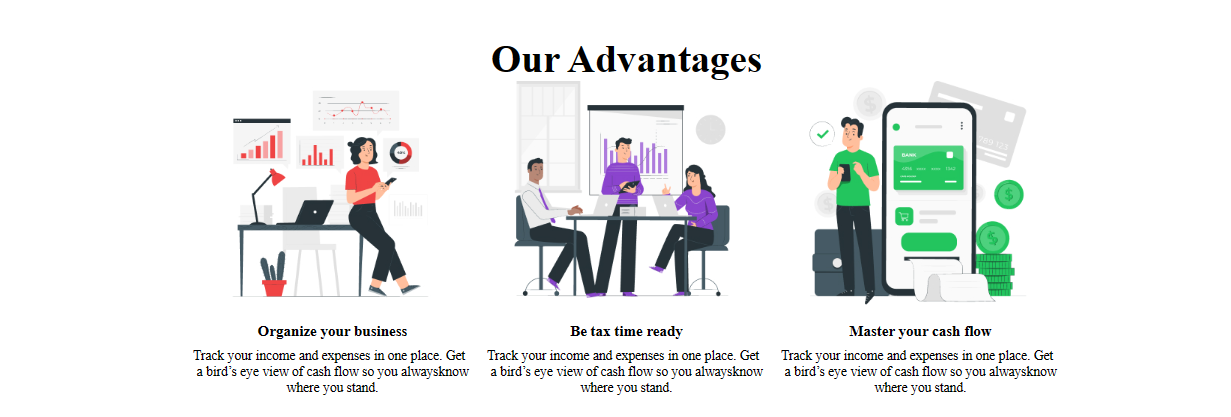 Our Advantages
BANK
789 123
Organize your business
Be tax time ready
Master your cash flow
Track your income and expenses in one place. Get
a bird's eye view of cash flow so you alwaysknow
where you stand.
Track your income and expenses in one place. Get
a bird's eye view of cash flow so you alwaysknow
where you stand.
Track your income and expenses in one place. Get
a bird's eye view of cash flow so you alwaysknow
where you stand.